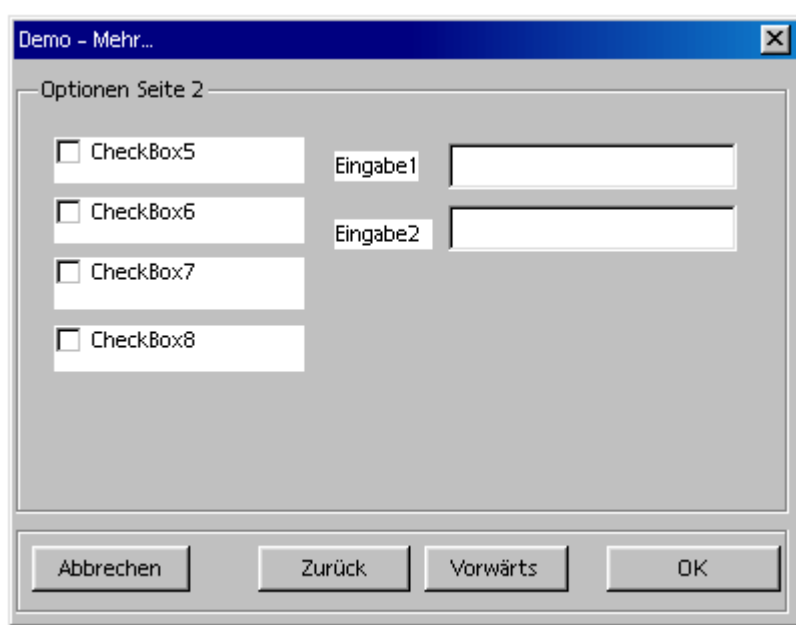 Demo - Mehr...
Optionen Seite 2
CheckBox5
CheckBox6
CheckBox7
CheckBox8
Eingabe1
Eingabe2
Abbrechen
Zurück
Vorwärts
OK